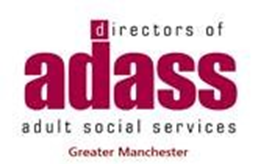 directors of
adass
adult social services
Greater Manchester